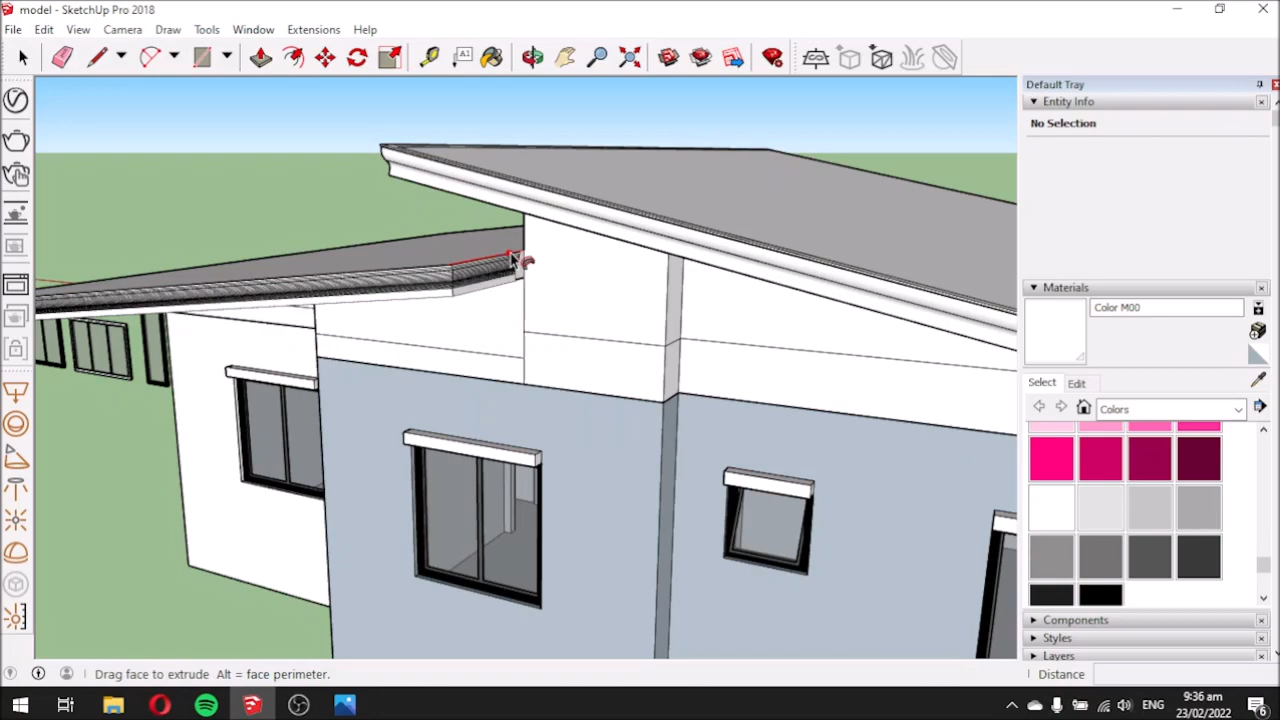 model - SketchUp Pro 2018
File Edit View Camera Draw Tools Window Extensions Help
A1
Default Tray
Entity Info
No Selection
Materials
Color M00
Select Edit
Colors
Components
Styles
Layers
Drag face to extrude Alt = face perimeter.
Distance
ENG
9:36 am
23/02/2022
6